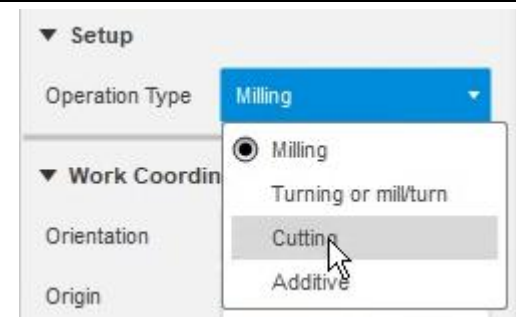 Setup
Operation Type Milling
Milling
Work Coordin
Turning or mill/turn
Orientation Cutting
Additive
Origin